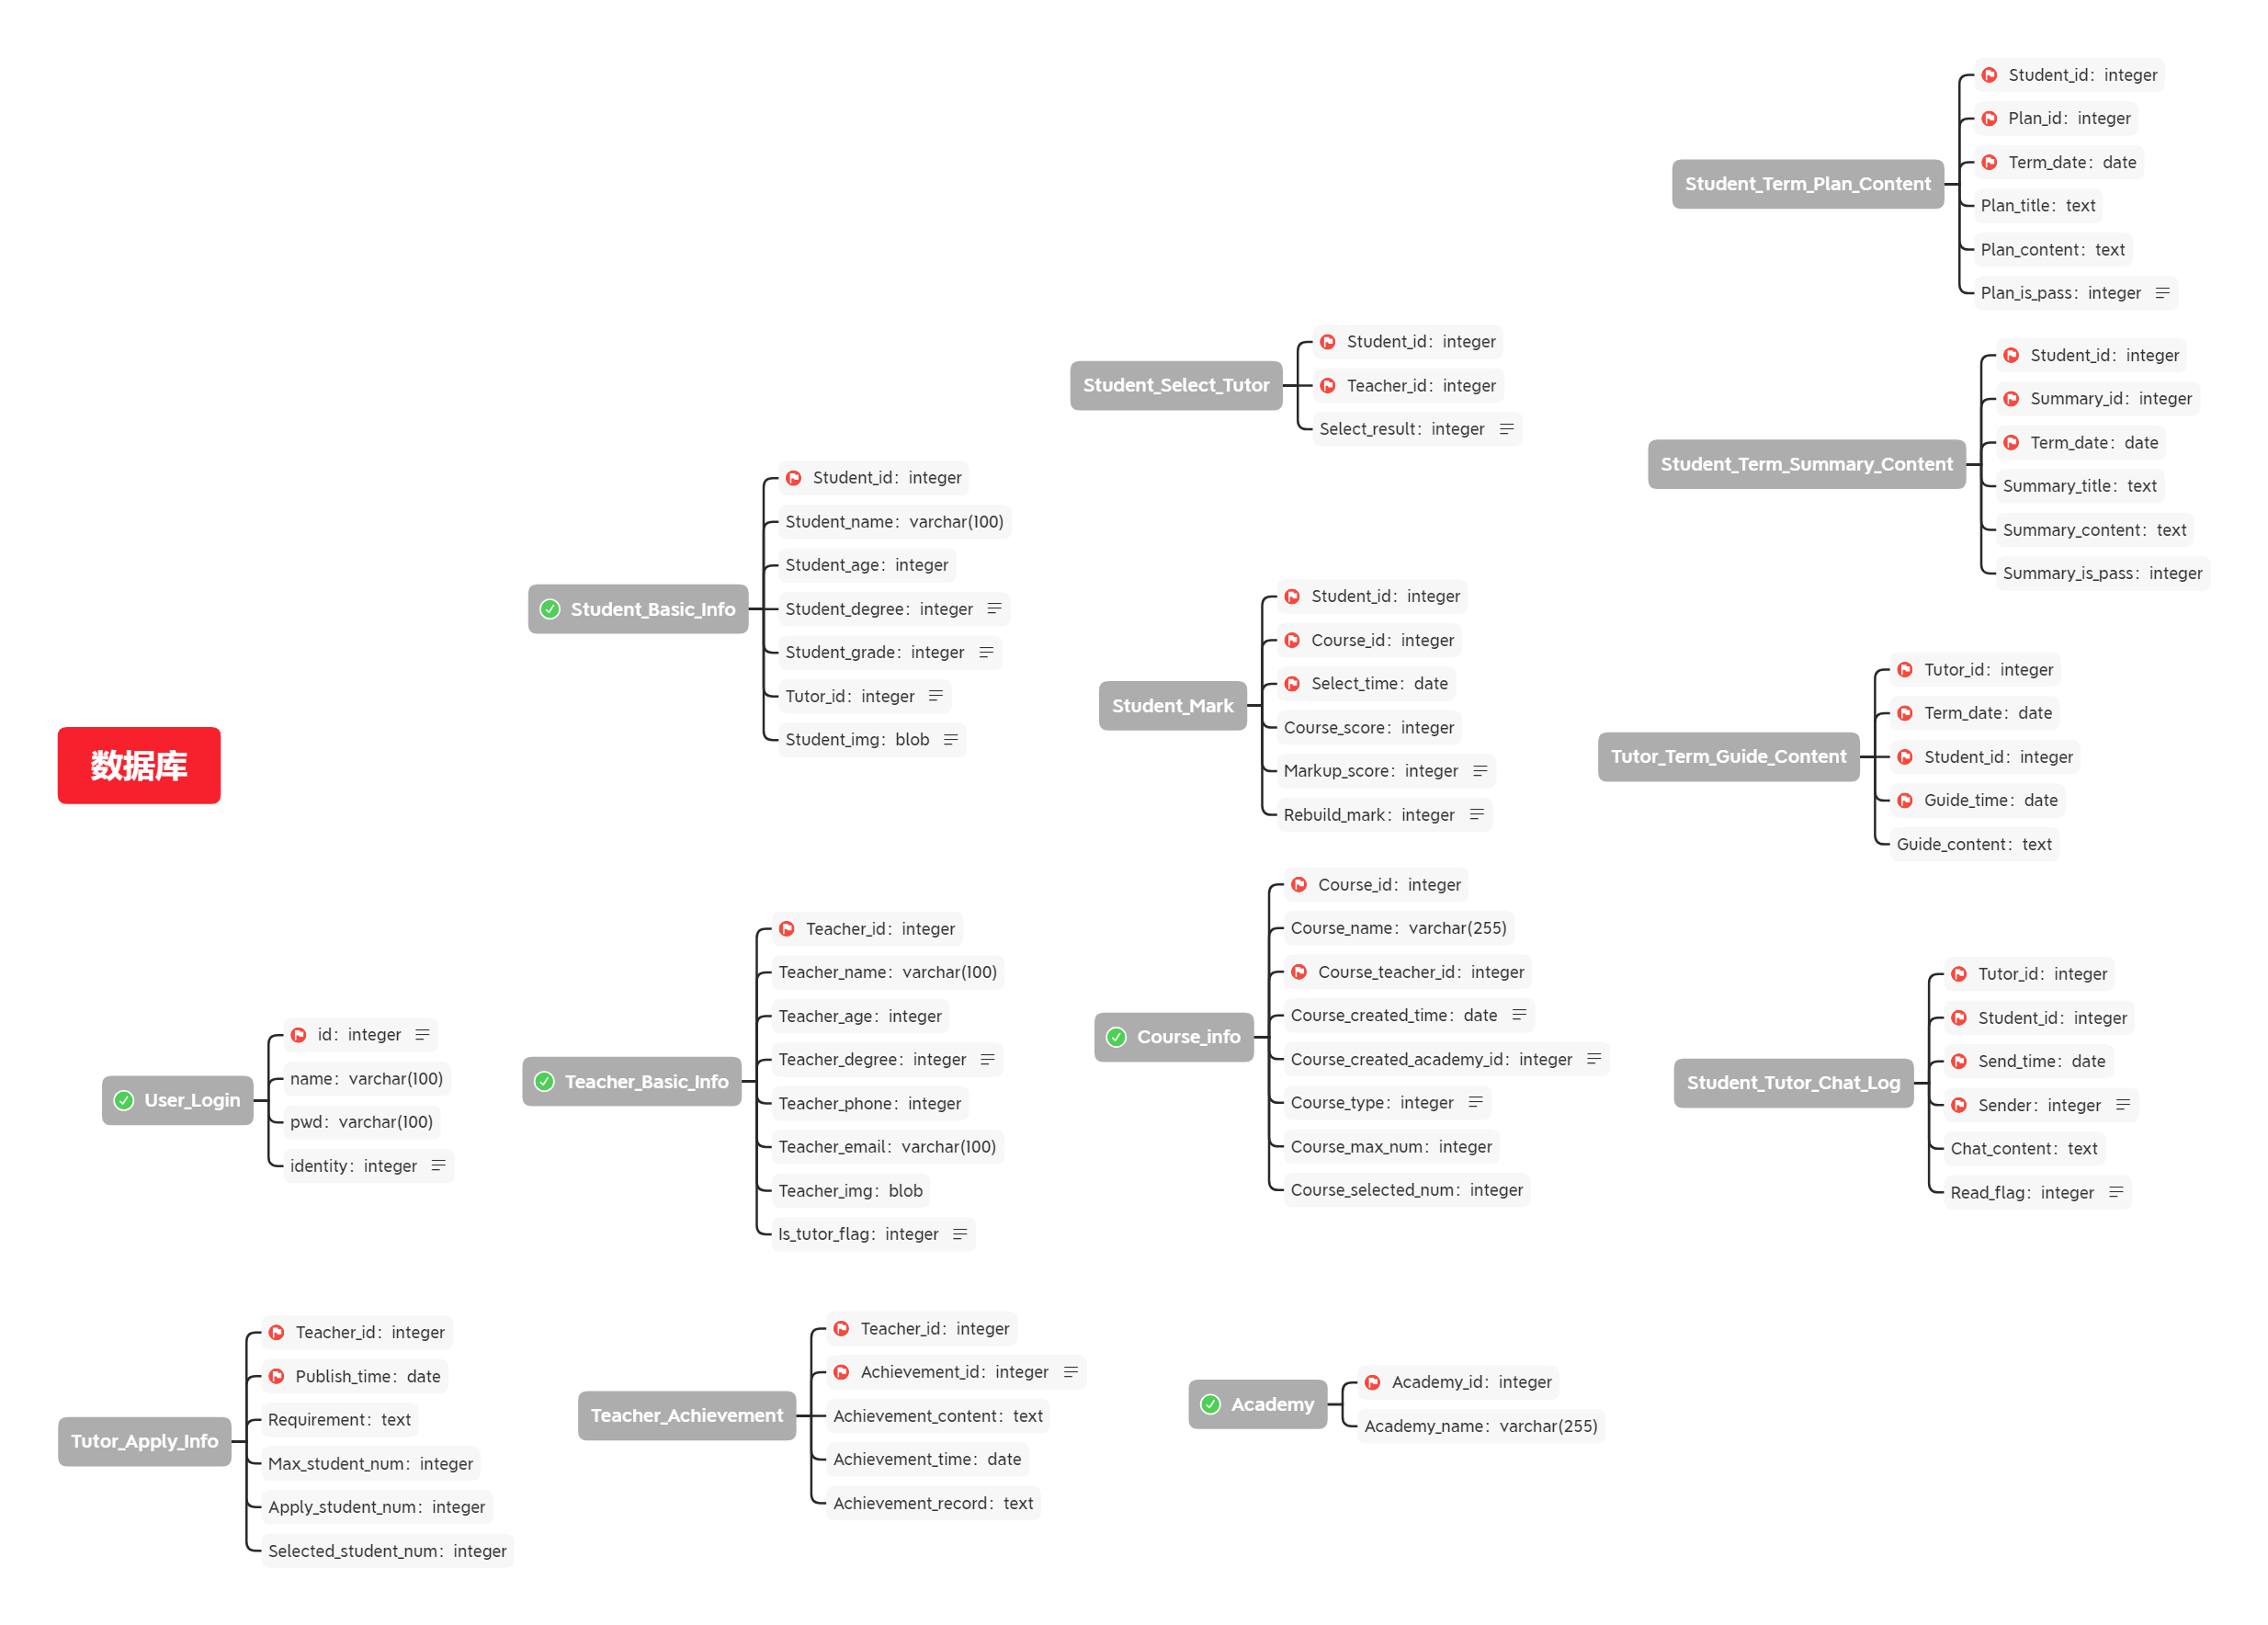 数据库
User_Login
id: integer
name: varchar(100)
pwd: varchar(100)
identity: integer
Tutor_Apply_Info
Teacher_id: integer
Publish_time: date
Requirement: text
Max_student_num: integer
Apply_student_num: integer
Selected_student_num: integer
Student_Basic_Info
Student_id: integer
Student_name: varchar(100)
Student_age: integer
Student_degree: integer
Student_grade: integer
Tutor_id: integer
Student_img: blob
Teacher_Basic_Info
Teacher_id: integer
Teacher_name: varchar(100)
Teacher_age: integer
Teacher_degree: integer
Teacher_phone: integer
Teacher_email: varchar(100)
Teacher_img: blob
Is_tutor_flag: integer
Teacher_Achievement
Teacher_id: integer
Achievement_id: integer
Achievement_content: text
Achievement_time: date
Achievement_record: text
Student_Select_Tutor
Student_id: integer
Teacher_id: integer
Select_result: integer
Student_Mark
Student_id: integer
Course_id: integer
Select_time: date
Course_score: integer
Markup_score: integer
Rebuild_mark: integer
Course_info
Course_id: integer
Course_name: varchar(255)
Course_teacher_id: integer
Course_created_time: date
Course_created_academy_id: integer
Course_type: integer
Course_max_num: integer
Course_selected_num: integer
Academy
Academy_id: integer
Academy_name: varchar(255)
Student_Term_Plan_Content
Student_id: integer
Plan_id: integer
Term_date: date
Plan_title: text
Plan_content: text
Plan_is_pass: integer
Student_Term_Summary_Content
Student_id: integer
Summary_id: integer
Term_date: date
Summary_title: text
Summary_content: text
Summary_is_pass: integer
Tutor_Term_Guide_Content
Tutor_id: integer
Term_date: date
Student_id: integer
Guide_time: date
Guide_content: text
Student_Tutor_Chat_Log
Tutor_id: integer
Student_id: integer
Send_time: date
Sender: integer
Chat_content: text
Read_flag: integer